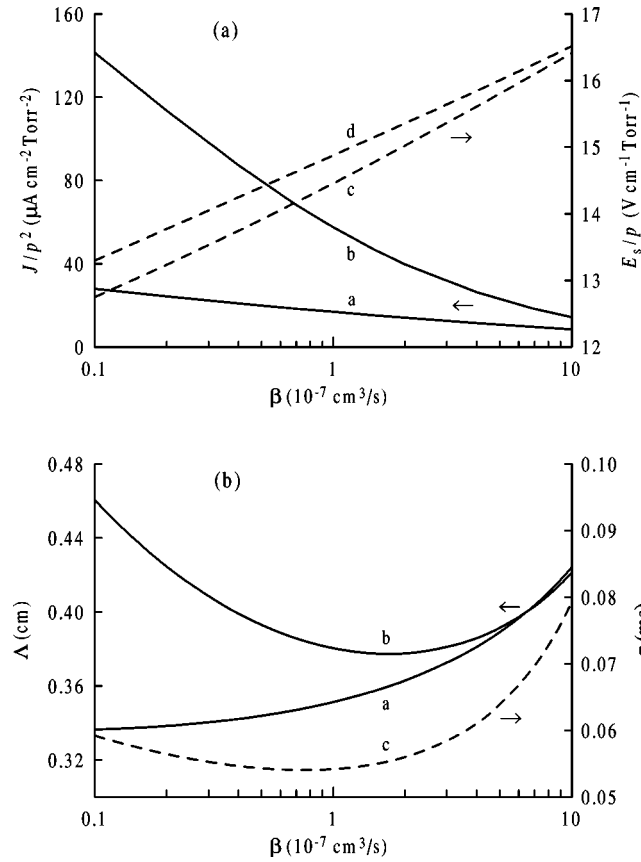 (a)
160
120
80
40
0
J/p² (μA cm⁻² Torr⁻²)
17
16
15
14
13
12
E_s/p (V cm⁻¹ Torr⁻¹)
d
c
b
a
0.1
1
10
β (10⁻⁷ cm³/s)
(b)
0.48
0.44
0.40
0.36
0.32
Λ (cm)
0.10
0.09
0.08
0.07
0.06
0.05
b
a
c
0.1
1
10
β (10⁻⁷ cm³/s)